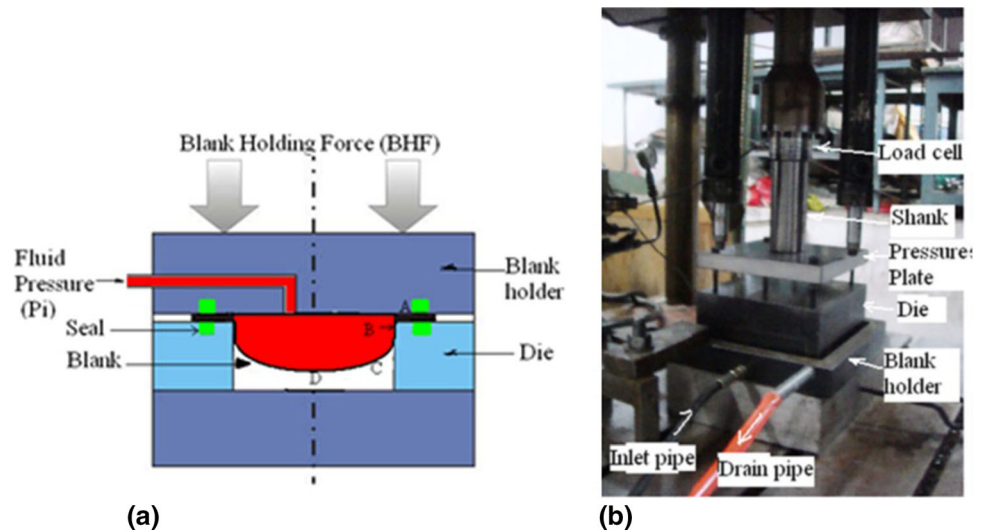 Blank Holding Force (BHF)
Fluid
Pressure
(Pi)
Blank
holder
A
Seal
B
Die
Blank
C
D
(a)
Load cell
Shank
Pressures
Plate
Die
Blank
holder
Inlet pipe
Drain pipe
(b)